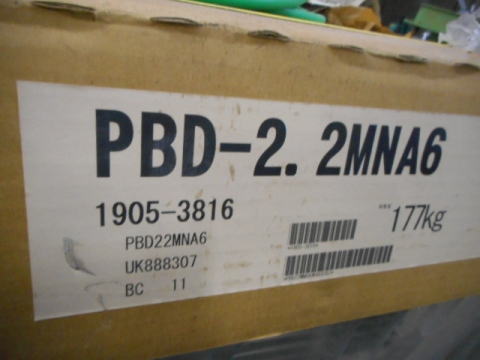 PBD-2. 2MNA6
1905-3816
177kg
PBD22MNA6
UK888307
BC 11